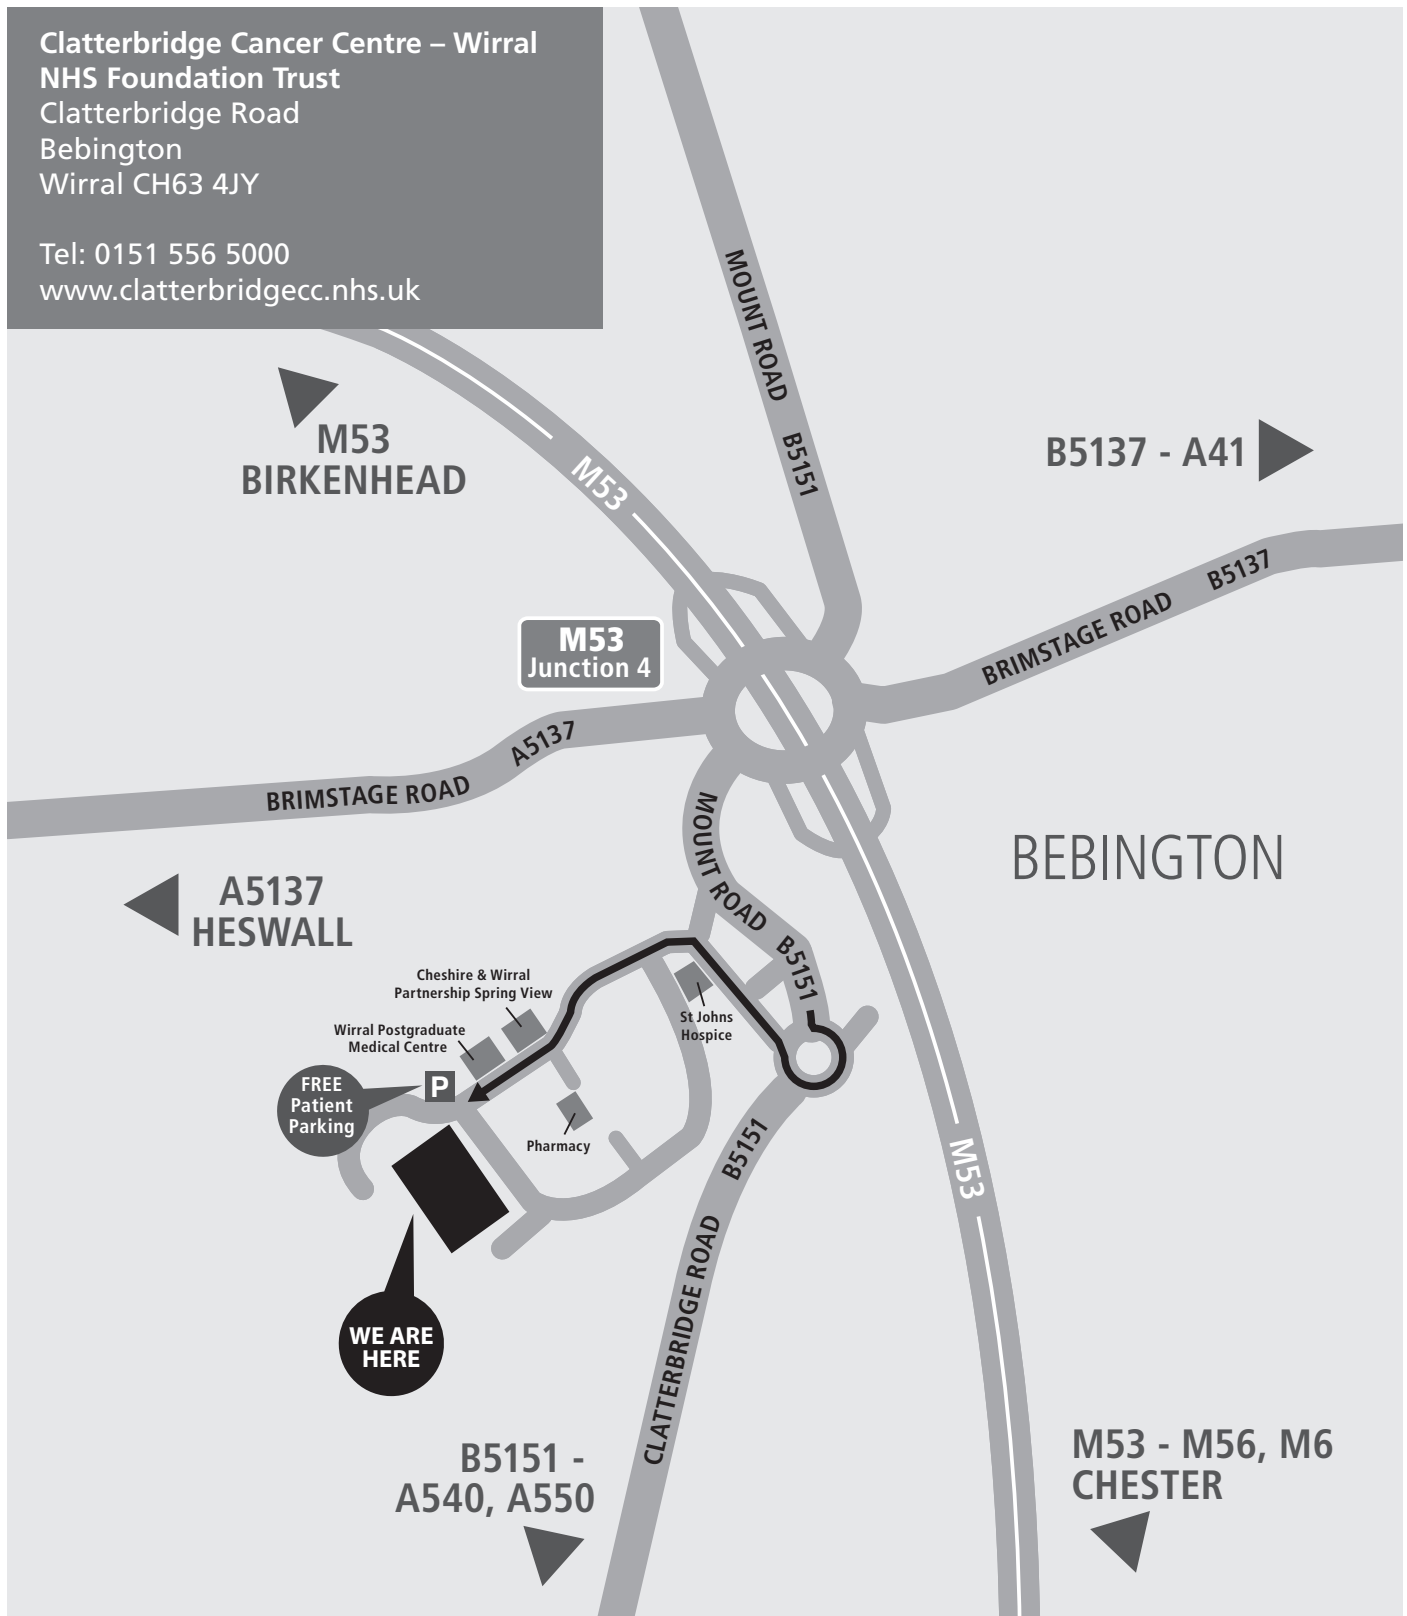 Clatterbridge Cancer Centre – Wirral
NHS Foundation Trust
Clatterbridge Road
Bebington
Wirral CH63 4JY
Tel: 0151 556 5000
www.clatterbridgecc.nhs.uk
MOUNT ROAD B5151
M53
BIRKENHEAD
M53
B5137 - A41
BRIMSTAGE ROAD B5137
M53
Junction 4
BRIMSTAGE ROAD A5137
MOUNT ROAD B5151
BEBINGTON
A5137
HESWALL
Cheshire & Wirral
Partnership Spring View
Wirral Postgraduate
Medical Centre
St Johns
Hospice
FREE
Patient
Parking
P
Pharmacy
M53
CLATTERBRIDGE ROAD B5151
WE ARE
HERE
B5151 -
A540, A550
M53 - M56, M6
CHESTER